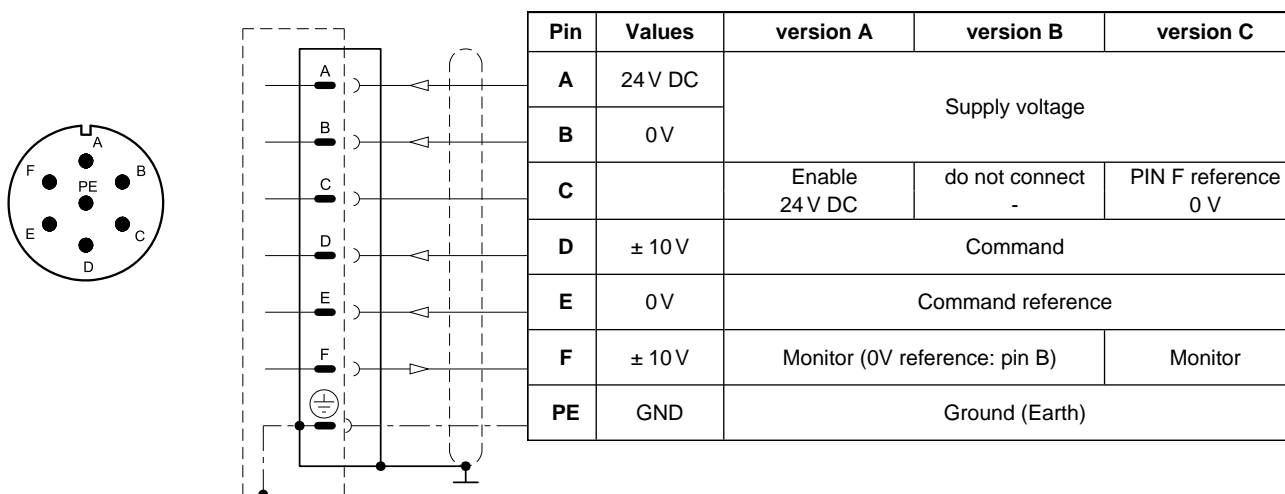 A
B
C
D
E
F
PE
A
B
C
D
E
F
Pin Values version A version B version C
A 24 V DC Supply voltage
B 0 V
C Enable do not connect PIN F reference
24 V DC - 0 V
D ± 10 V Command
E 0 V Command reference
F ± 10 V Monitor (0V reference: pin B) Monitor
PE GND Ground (Earth)